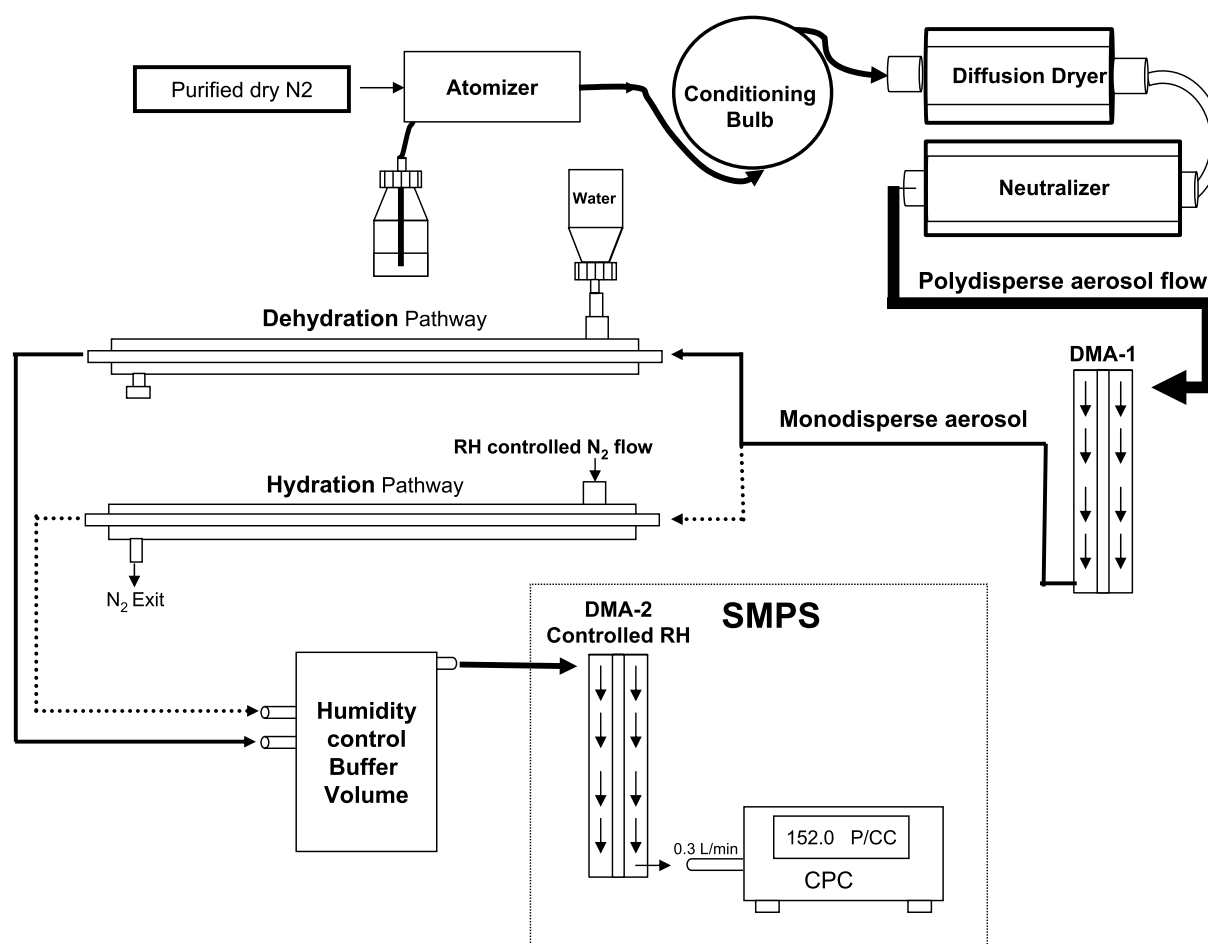 Purified dry N2
Atomizer
Conditioning
Bulb
Diffusion Dryer
Neutralizer
Water
Polydisperse aerosol flow
Dehydration Pathway
DMA-1
Monodisperse aerosol
RH controlled N2 flow
Hydration Pathway
N2 Exit
DMA-2
Controlled RH
SMPS
Humidity
control
Buffer
Volume
0.3 L/min
152.0 P/CC
CPC